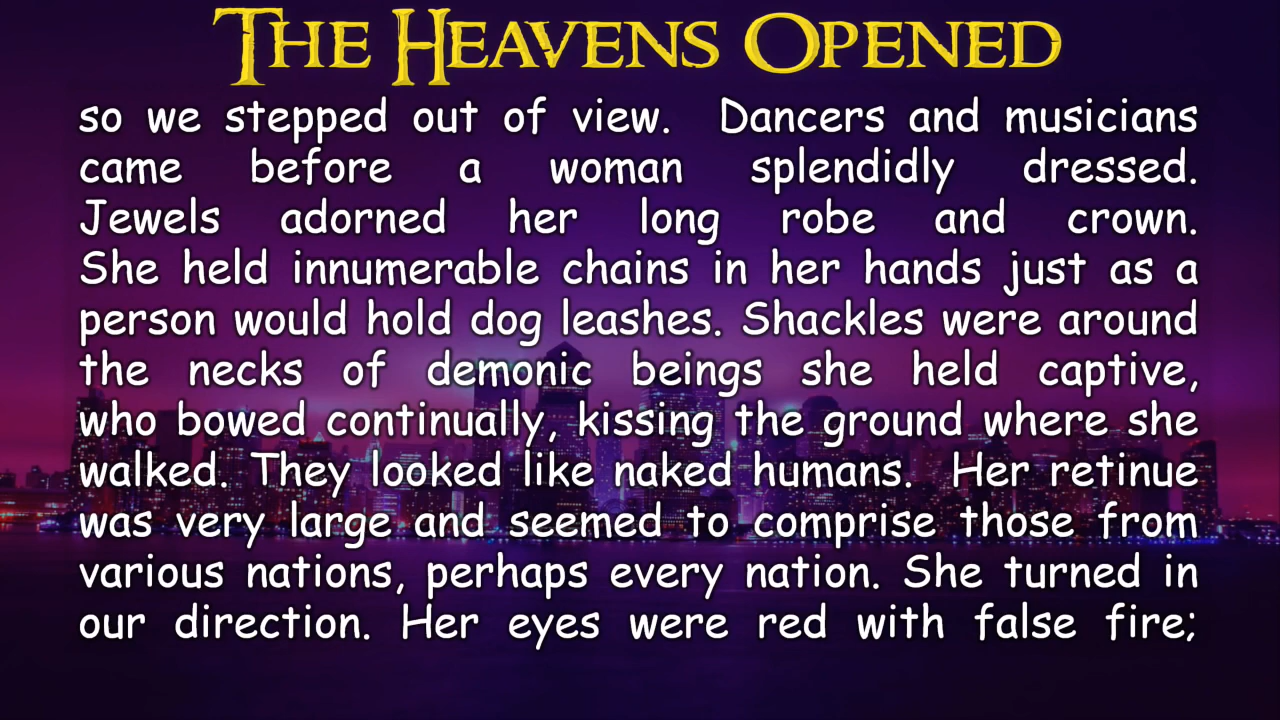 THE HEAVENS OPENED
so we stepped out of view. Dancers and musicians
came before a woman splendidly dressed.
Jewels adorned her long robe and crown.
She held innumerable chains in her hands just as a
person would hold dog leashes. Shackles were around
the necks of demonic beings she held captive,
who bowed continually, kissing the ground where she
walked. They looked like naked humans. Her retinue
was very large and seemed to comprise those from
various nations, perhaps every nation. She turned in
our direction. Her eyes were red with false fire;